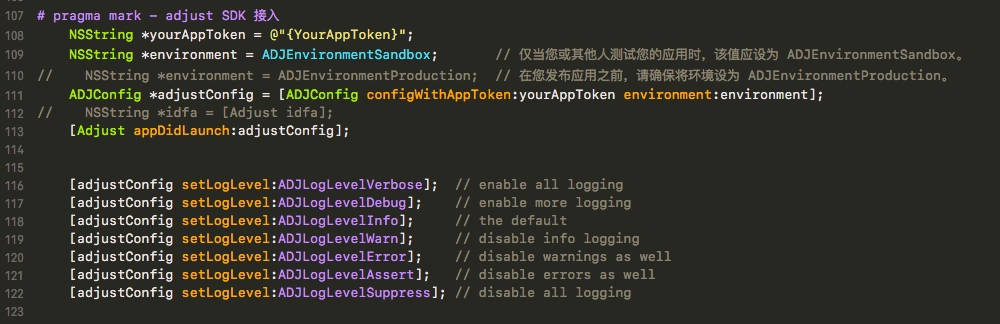 107 # pragma mark - adjust SDK 接入
108 NSString *yourAppToken = @"{YourAppToken}";
109 NSString *environment = ADJEnvironmentSandbox; // 仅当您或其他人测试您的应用时，该值应设为 ADJEnvironmentSandbox。
110 // NSString *environment = ADJEnvironmentProduction; // 在您发布应用之前，请确保将环境设为 ADJEnvironmentProduction。
111 ADJConfig *adjustConfig = [ADJConfig configWithAppToken:yourAppToken environment:environment];
112 // NSString *idfa = [Adjust idfa];
113 [Adjust appDidLaunch:adjustConfig];
114
115
116 [adjustConfig setLogLevel:ADJLogLevelVerbose]; // enable all logging
117 [adjustConfig setLogLevel:ADJLogLevelDebug]; // enable more logging
118 [adjustConfig setLogLevel:ADJLogLevelInfo]; // the default
119 [adjustConfig setLogLevel:ADJLogLevelWarn]; // disable info logging
120 [adjustConfig setLogLevel:ADJLogLevelError]; // disable warnings as well
121 [adjustConfig setLogLevel:ADJLogLevelAssert]; // disable errors as well
122 [adjustConfig setLogLevel:ADJLogLevelSuppress]; // disable all logging
123